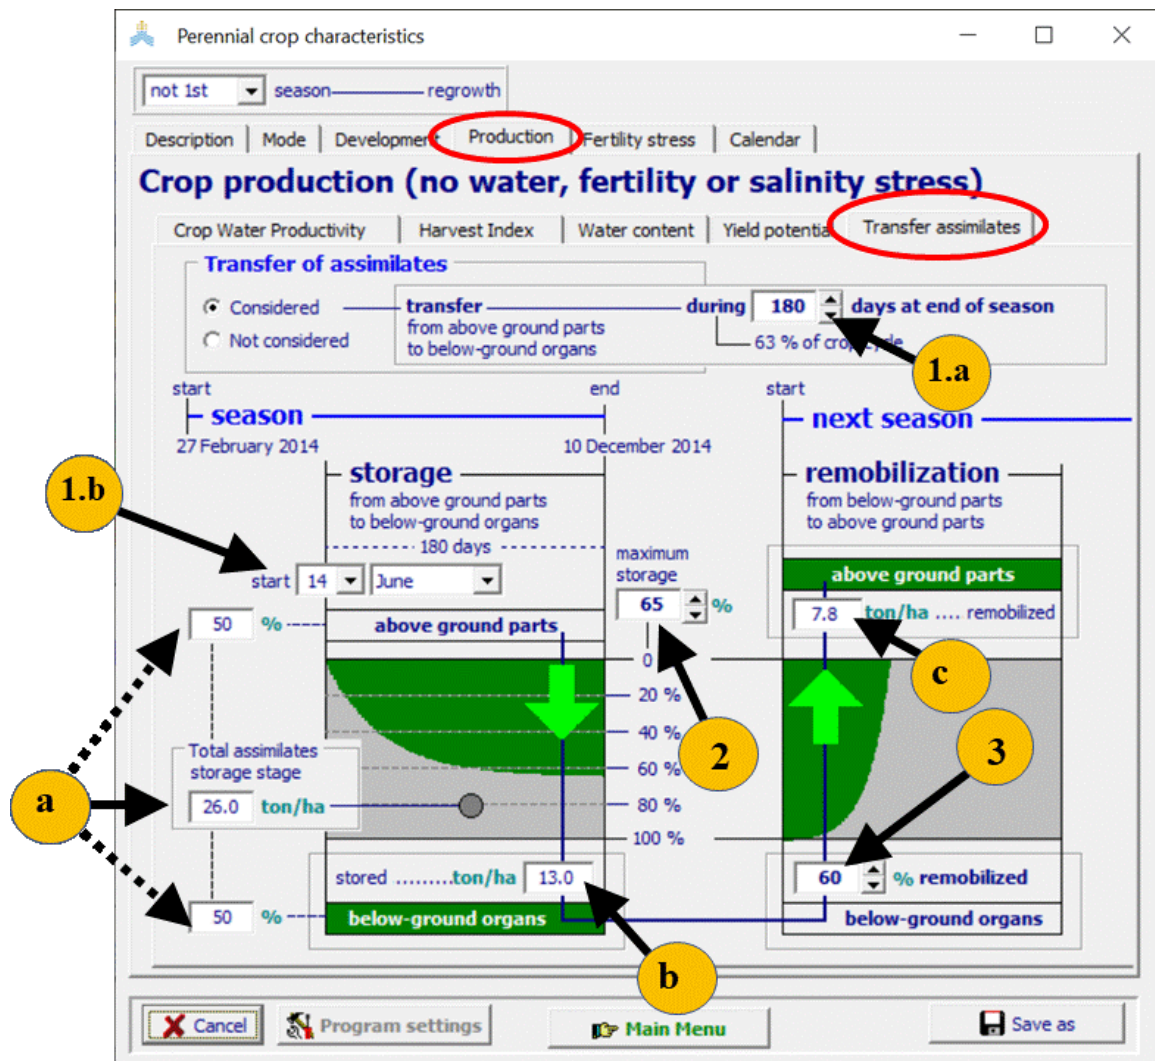 Perennial crop characteristics
not 1st season regrowth
Description Mode Development Production Fertility stress Calendar
Crop production (no water, fertility or salinity stress)
Crop Water Productivity Harvest Index Water content Yield potential Transfer assimilates
Transfer of assimilates
Considered transfer during 180 days at end of season
from above ground parts
Not considered to below-ground organs 63 % of crop cycle
1.a
start end start
season next season
27 February 2014 10 December 2014
1.b
storage remobilization
from above ground parts from below-ground parts
to below-ground organs to above ground parts
180 days
maximum
storage
start 14 June
above ground parts
65 %
7.8 ton/ha .... remobilized
50 % above ground parts
0
c
20 %
40 %
2
3
Total assimilates
storage stage
60 %
a
26.0 ton/ha
80 %
100 %
stored .........ton/ha 13.0
60 % remobilized
50 % below-ground organs below-ground organs
b
Cancel Program settings Main Menu Save as